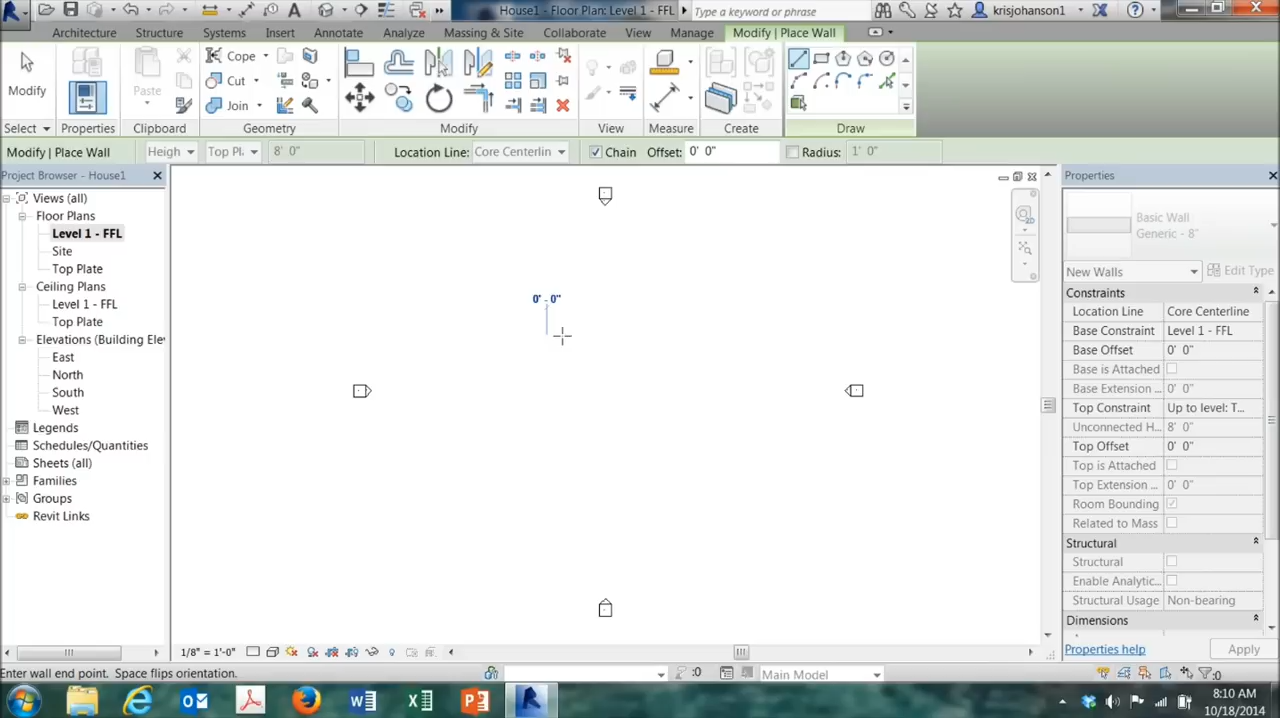 House1 - Floor Plan: Level 1 - FFL
Type a keyword or phrase
krisjohanson1
Architecture Structure Systems Insert Annotate Analyze Massing & Site Collaborate View Manage Modify | Place Wall
Modify
Paste
Cope
Cut
Join
Select Properties Clipboard Geometry Modify View Measure Create Draw
Modify | Place Wall Heigh Top Pl 8' 0" Location Line: Core Centerlin Chain Offset: 0' 0" Radius: 1' 0"
Project Browser - House1
Views (all)
Floor Plans
Level 1 - FFL
Site
Top Plate
Ceiling Plans
Level 1 - FFL
Top Plate
Elevations (Building Elev
East
North
South
West
Legends
Schedules/Quantities
Sheets (all)
Families
Groups
Revit Links
0' - 0"
2D
Properties
Basic Wall
Generic - 8"
New Walls Edit Type
Constraints
Location Line Core Centerline
Base Constraint Level 1 - FFL
Base Offset 0' 0"
Base is Attached
Base Extension ... 0' 0"
Top Constraint Up to level: T...
Unconnected H... 8' 0"
Top Offset 0' 0"
Top is Attached
Top Extension ... 0' 0"
Room Bounding
Related to Mass
Structural
Structural
Enable Analytic...
Structural Usage Non-bearing
Dimensions
Properties help Apply
1/8" = 1'-0"
Enter wall end point. Space flips orientation.
:0
Main Model
:0
8:10 AM
10/18/2014